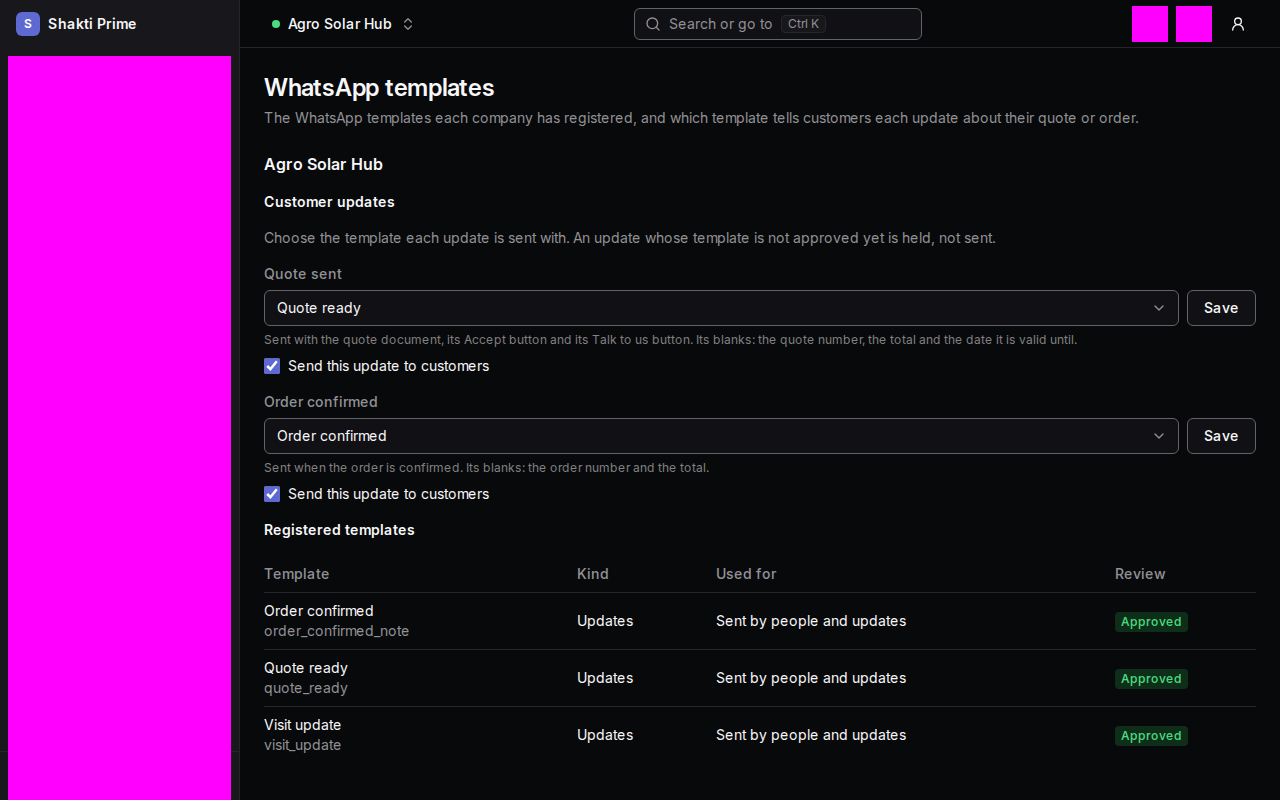 S Shakti Prime
Agro Solar Hub
Search or go to Ctrl K
WhatsApp templates
The WhatsApp templates each company has registered, and which template tells customers each update about their quote or order.
Agro Solar Hub
Customer updates
Choose the template each update is sent with. An update whose template is not approved yet is held, not sent.
Quote sent
Quote ready Save
Sent with the quote document, its Accept button and its Talk to us button. Its blanks: the quote number, the total and the date it is valid until.
Send this update to customers
Order confirmed
Order confirmed Save
Sent when the order is confirmed. Its blanks: the order number and the total.
Send this update to customers
Registered templates
Template Kind Used for Review
Order confirmed
order_confirmed_note Updates Sent by people and updates Approved
Quote ready
quote_ready Updates Sent by people and updates Approved
Visit update
visit_update Updates Sent by people and updates Approved